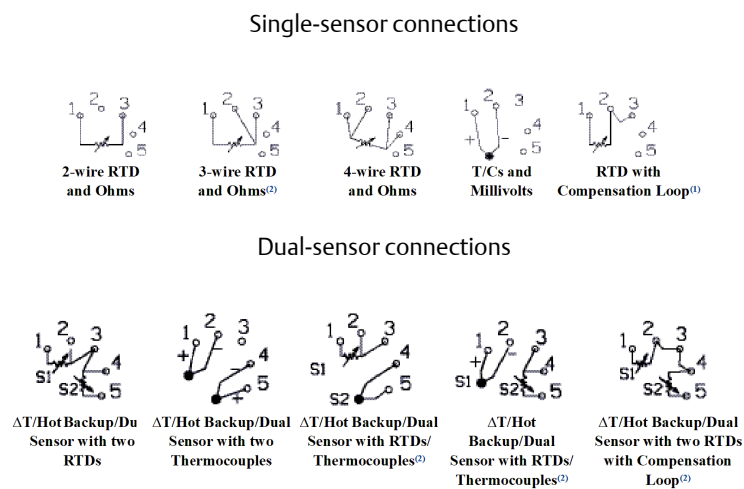 Single-sensor connections
1 2 3 4 5
1 2 3 4 5
1 2 3 4 5
1 2 3 4 5 + -
1 2 3 4 5
2-wire RTD
and Ohms
3-wire RTD
and Ohms(2)
4-wire RTD
and Ohms
T/Cs and
Millivolts
RTD with
Compensation Loop(1)
Dual-sensor connections
1 2 3 4 5 S1 S2
1 2 3 4 5 + - - +
1 2 3 4 5 S1 S2
1 2 3 4 5 + - S1 S2
1 2 3 4 5 S1 S2
ΔT/Hot Backup/Du
Sensor with two
RTDs
ΔT/Hot Backup/Dual
Sensor with two
Thermocouples
ΔT/Hot Backup/Dual
Sensor with RTDs/
Thermocouples(2)
ΔT/Hot
Backup/Dual
Sensor with RTDs/
Thermocouples(2)
ΔT/Hot Backup/Dual
Sensor with two RTDs
with Compensation
Loop(2)